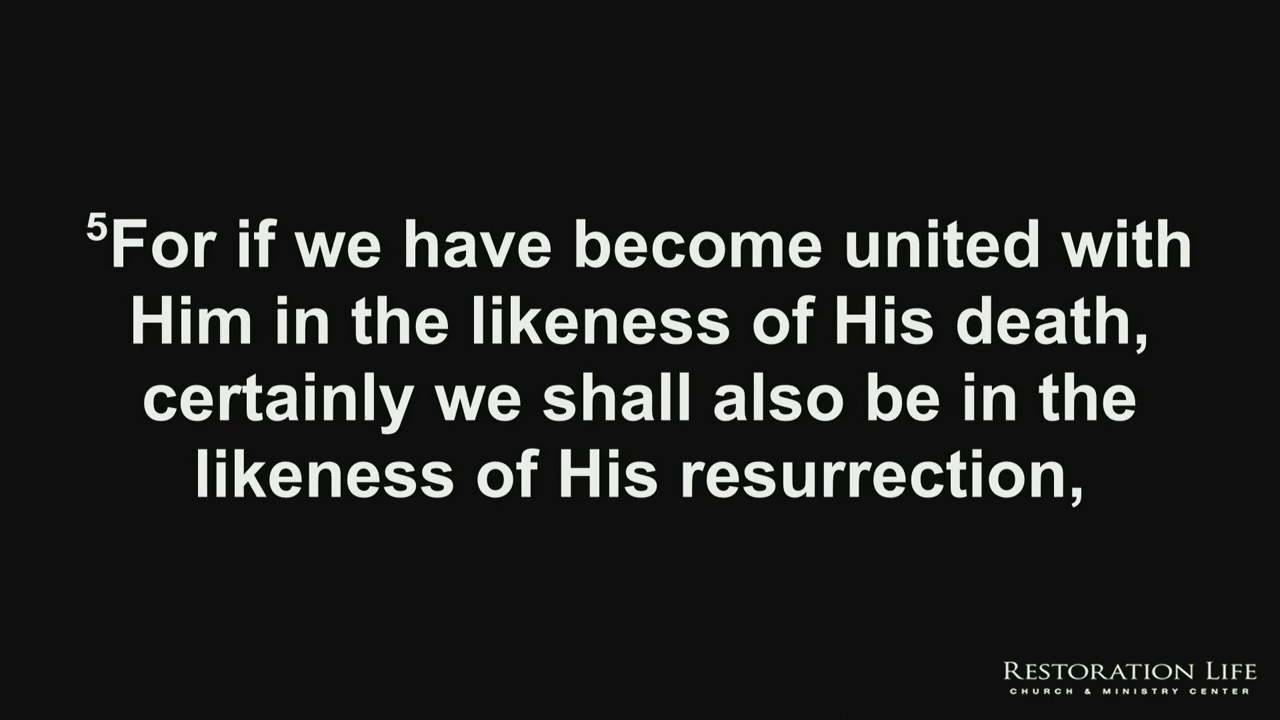 ⁵For if we have become united with
Him in the likeness of His death,
certainly we shall also be in the
likeness of His resurrection,
RESTORATION LIFE
CHURCH & MINISTRY CENTER